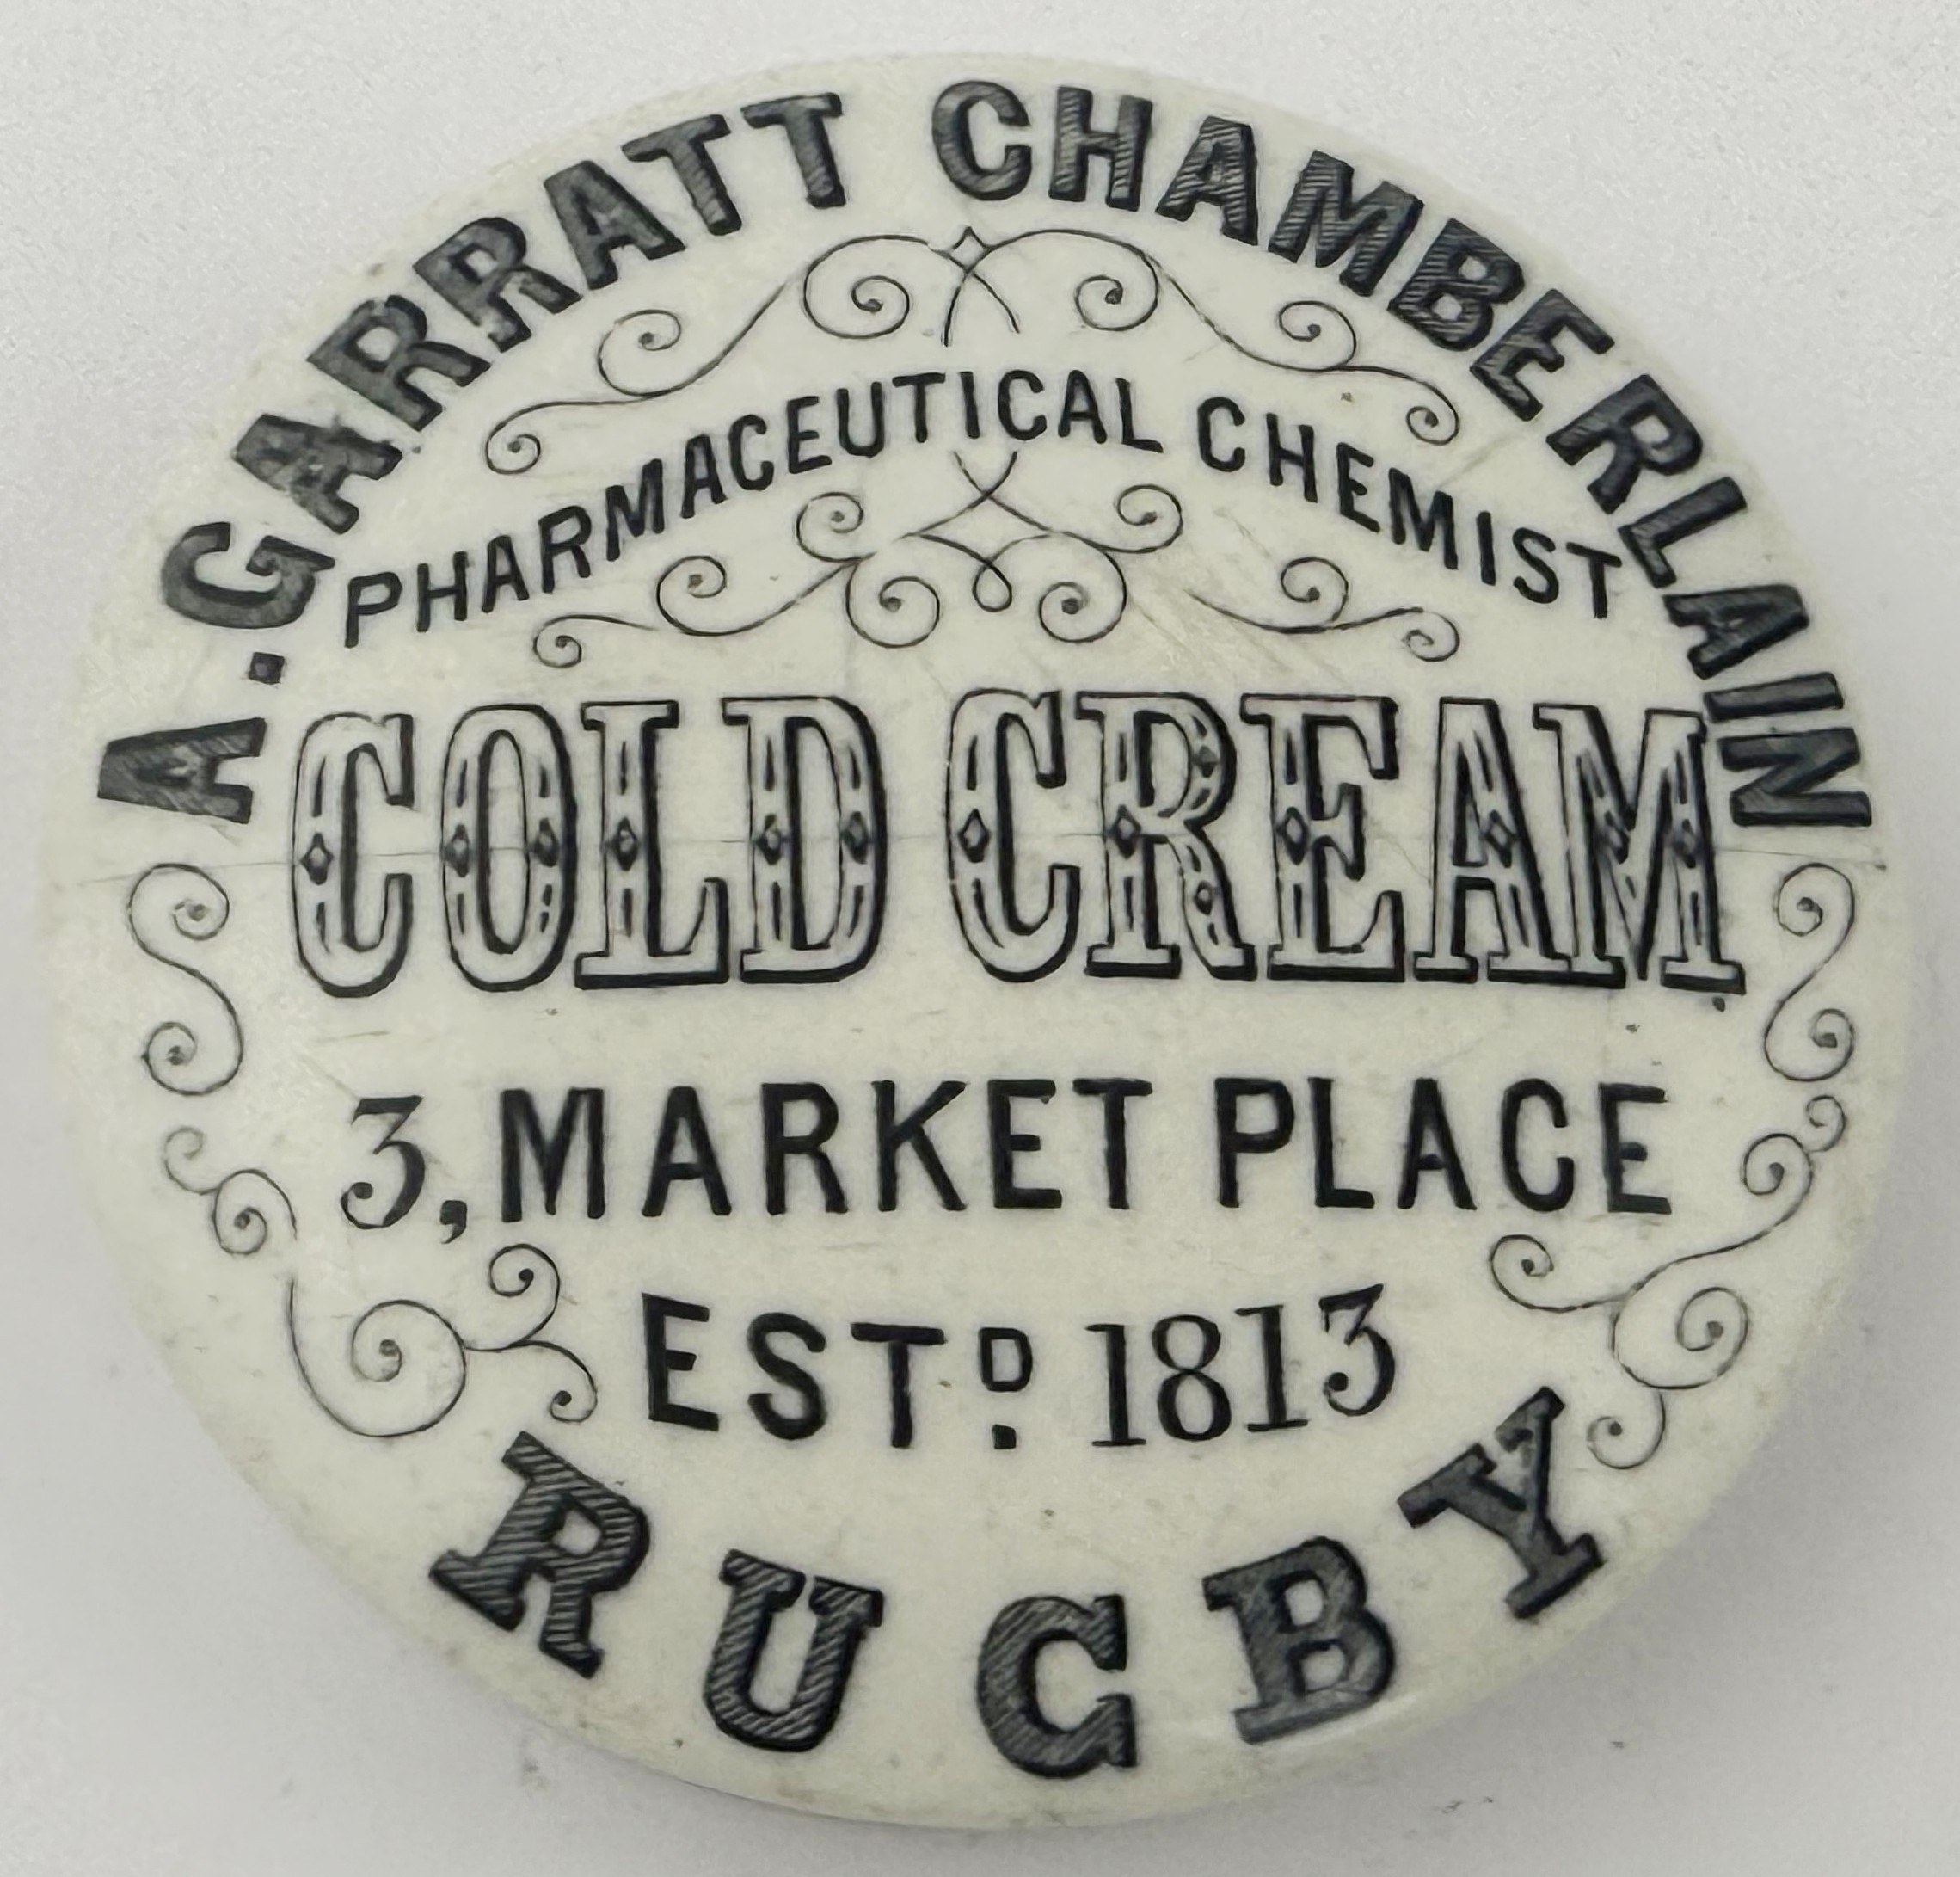 A. GARRATT CHAMBERLAIN
PHARMACEUTICAL CHEMIST
COLD CREAM
3, MARKET PLACE
ESTD. 1813
RUGBY